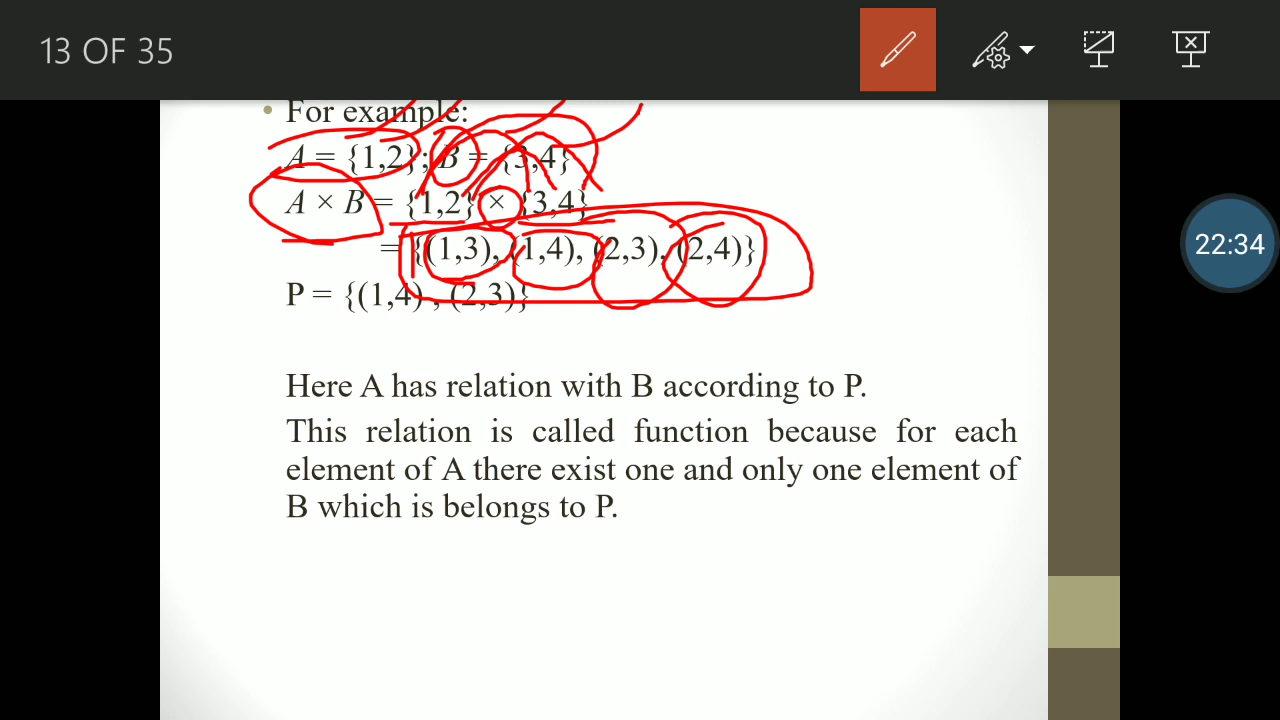 13 OF 35
• For example:
A = {1,2}; B = {3,4}
A × B = {1,2} × {3,4}
= {(1,3), (1,4), (2,3), (2,4)}
P = {(1,4) , (2,3)}
Here A has relation with B according to P.
This relation is called function because for each
element of A there exist one and only one element of
B which is belongs to P.
22:34